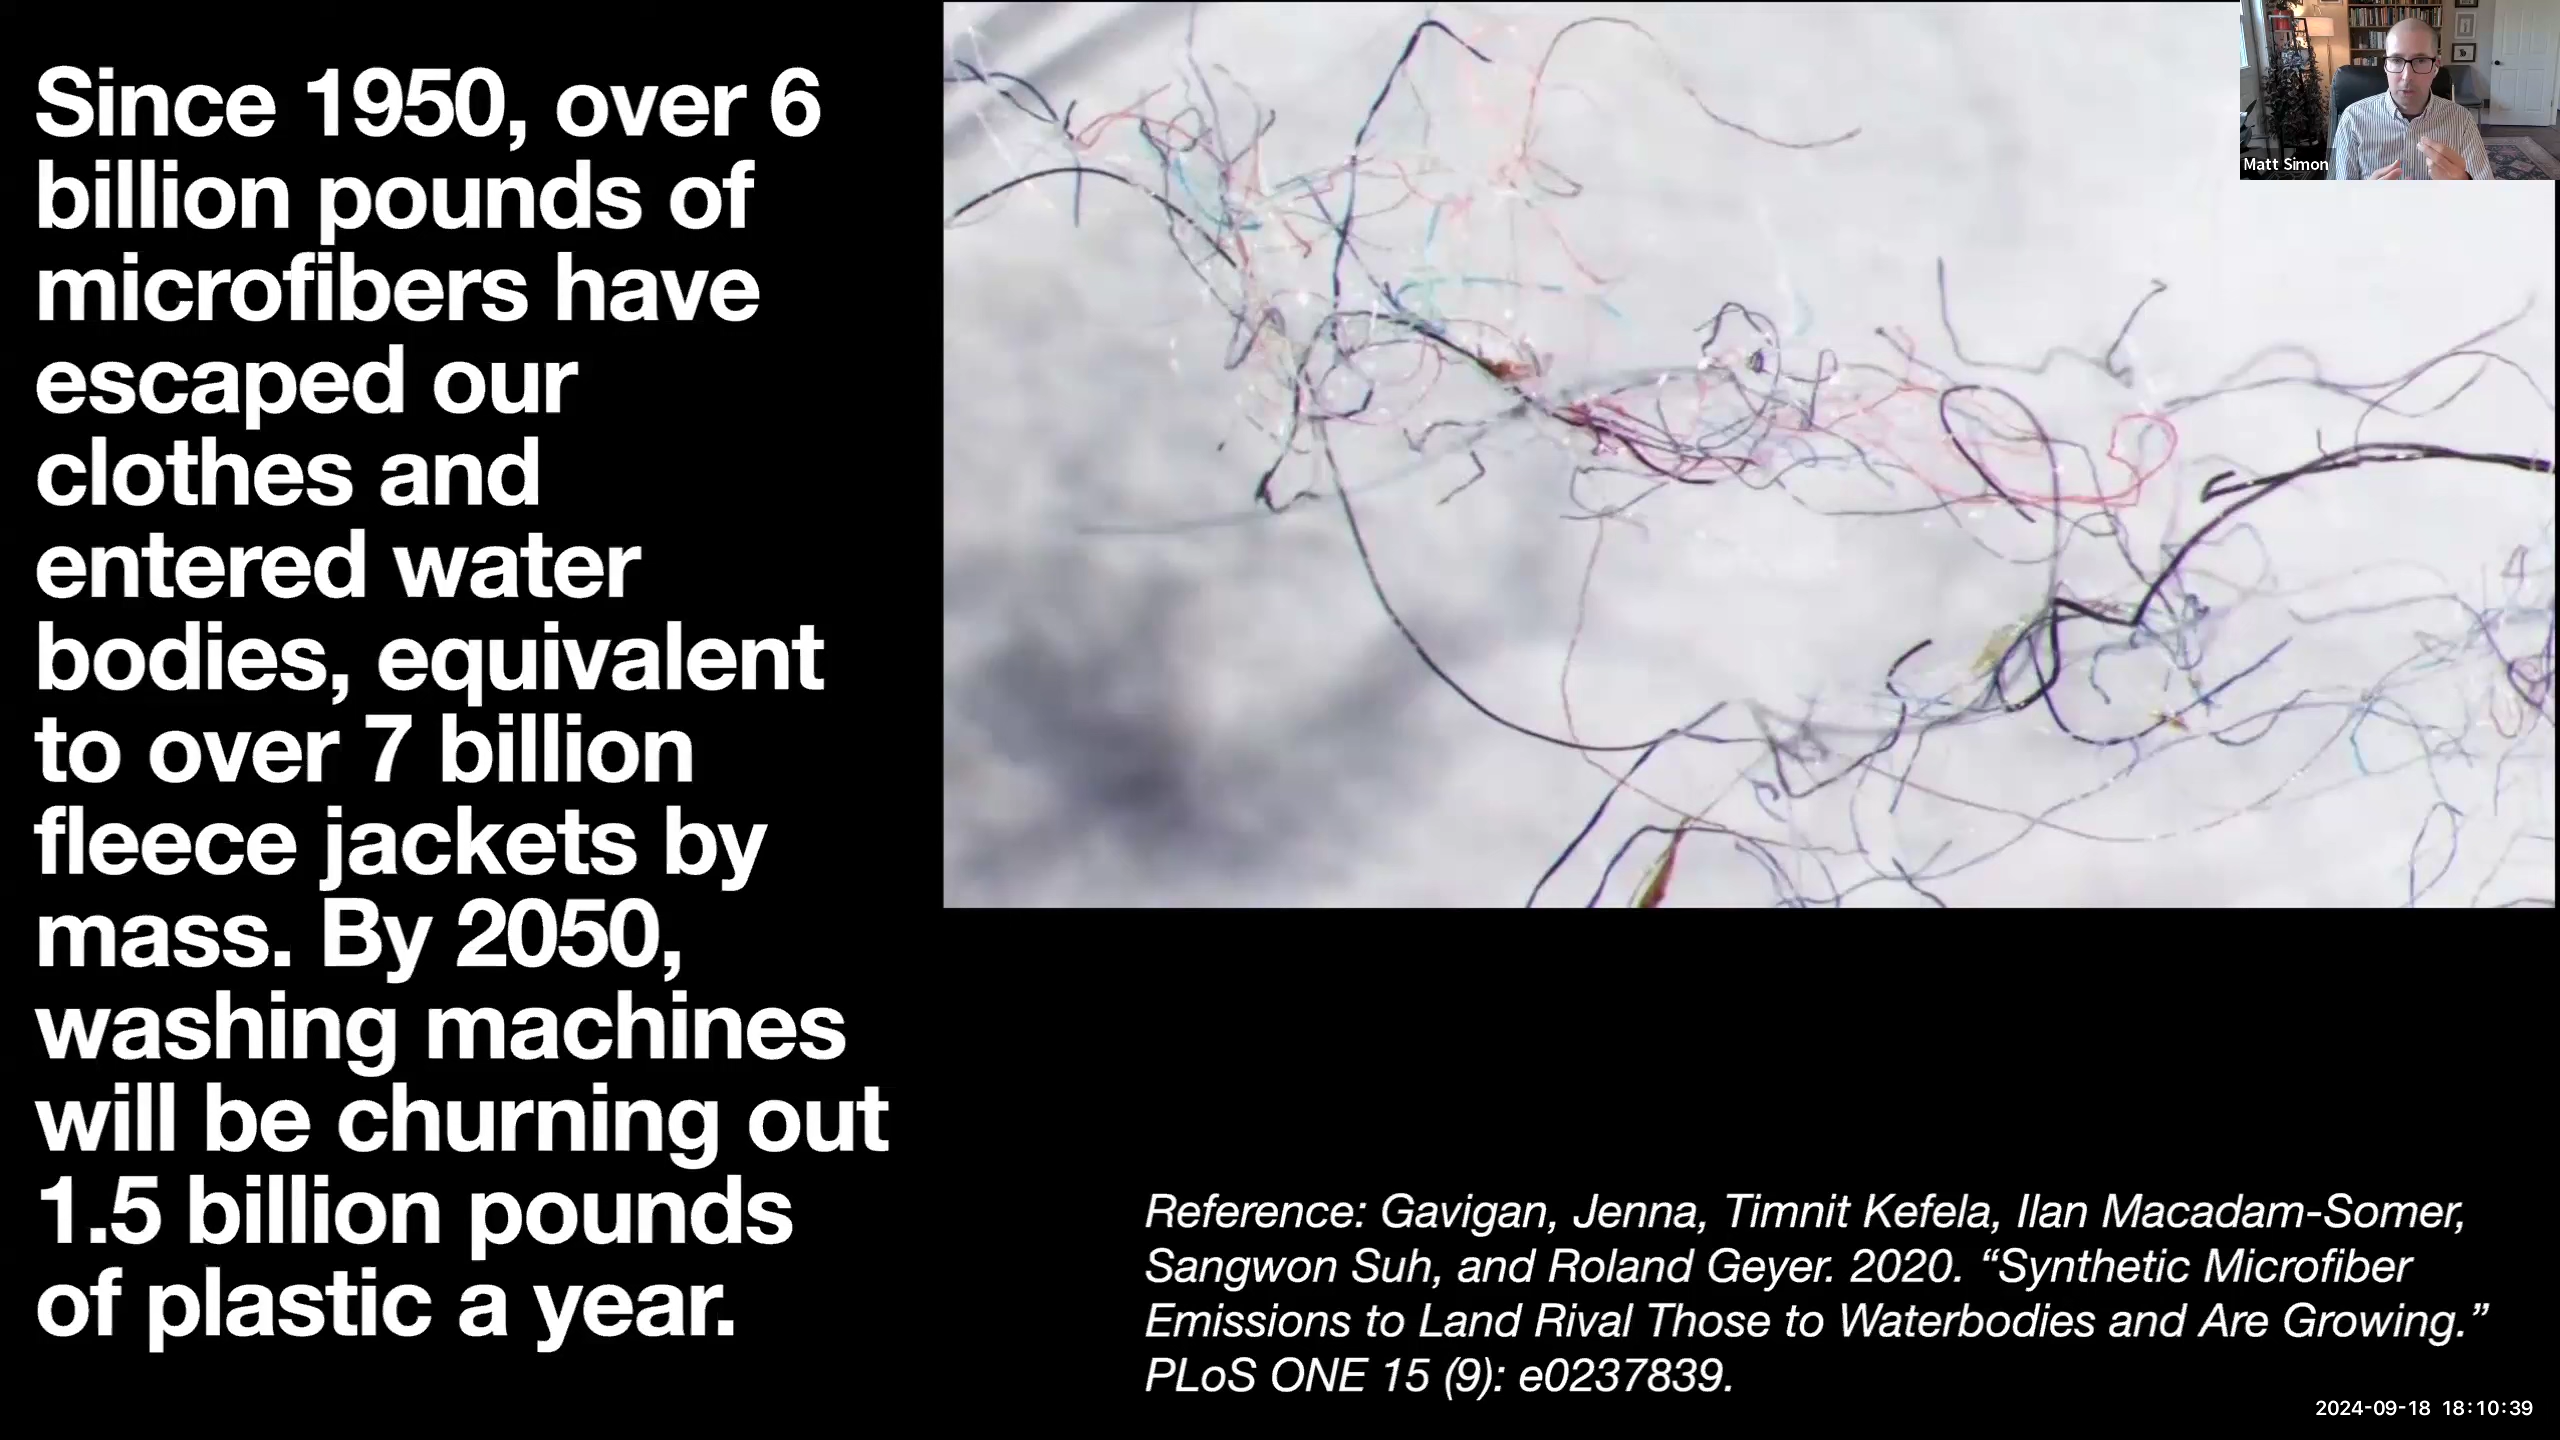 Since 1950, over 6
billion pounds of
microfibers have
escaped our
clothes and
entered water
bodies, equivalent
to over 7 billion
fleece jackets by
mass. By 2050,
washing machines
will be churning out
1.5 billion pounds
of plastic a year.
Matt Simon
Reference: Gavigan, Jenna, Timnit Kefela, Ilan Macadam-Somer,
Sangwon Suh, and Roland Geyer. 2020. “Synthetic Microfiber
Emissions to Land Rival Those to Waterbodies and Are Growing.”
PLoS ONE 15 (9): e0237839.
2024-09-18 18:10:39